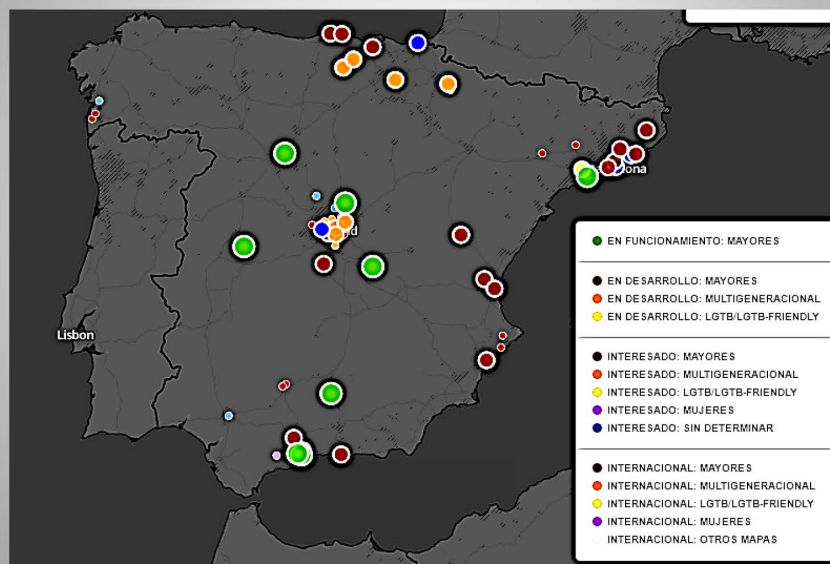 ona
d
Lisbon
EN FUNCIONAMIENTO: MAYORES
EN DESARROLLO: MAYORES
EN DESARROLLO: MULTIGENERACIONAL
EN DESARROLLO: LGTB/LGTB-FRIENDLY
INTERESADO: MAYORES
INTERESADO: MULTIGENERACIONAL
INTERESADO: LGTB/LGTB-FRIENDLY
INTERESADO: MUJERES
INTERESADO: SIN DETERMINAR
INTERNACIONAL: MAYORES
INTERNACIONAL: MULTIGENERACIONAL
INTERNACIONAL: LGTB/LGTB-FRIENDLY
INTERNACIONAL: MUJERES
INTERNACIONAL: OTROS MAPAS